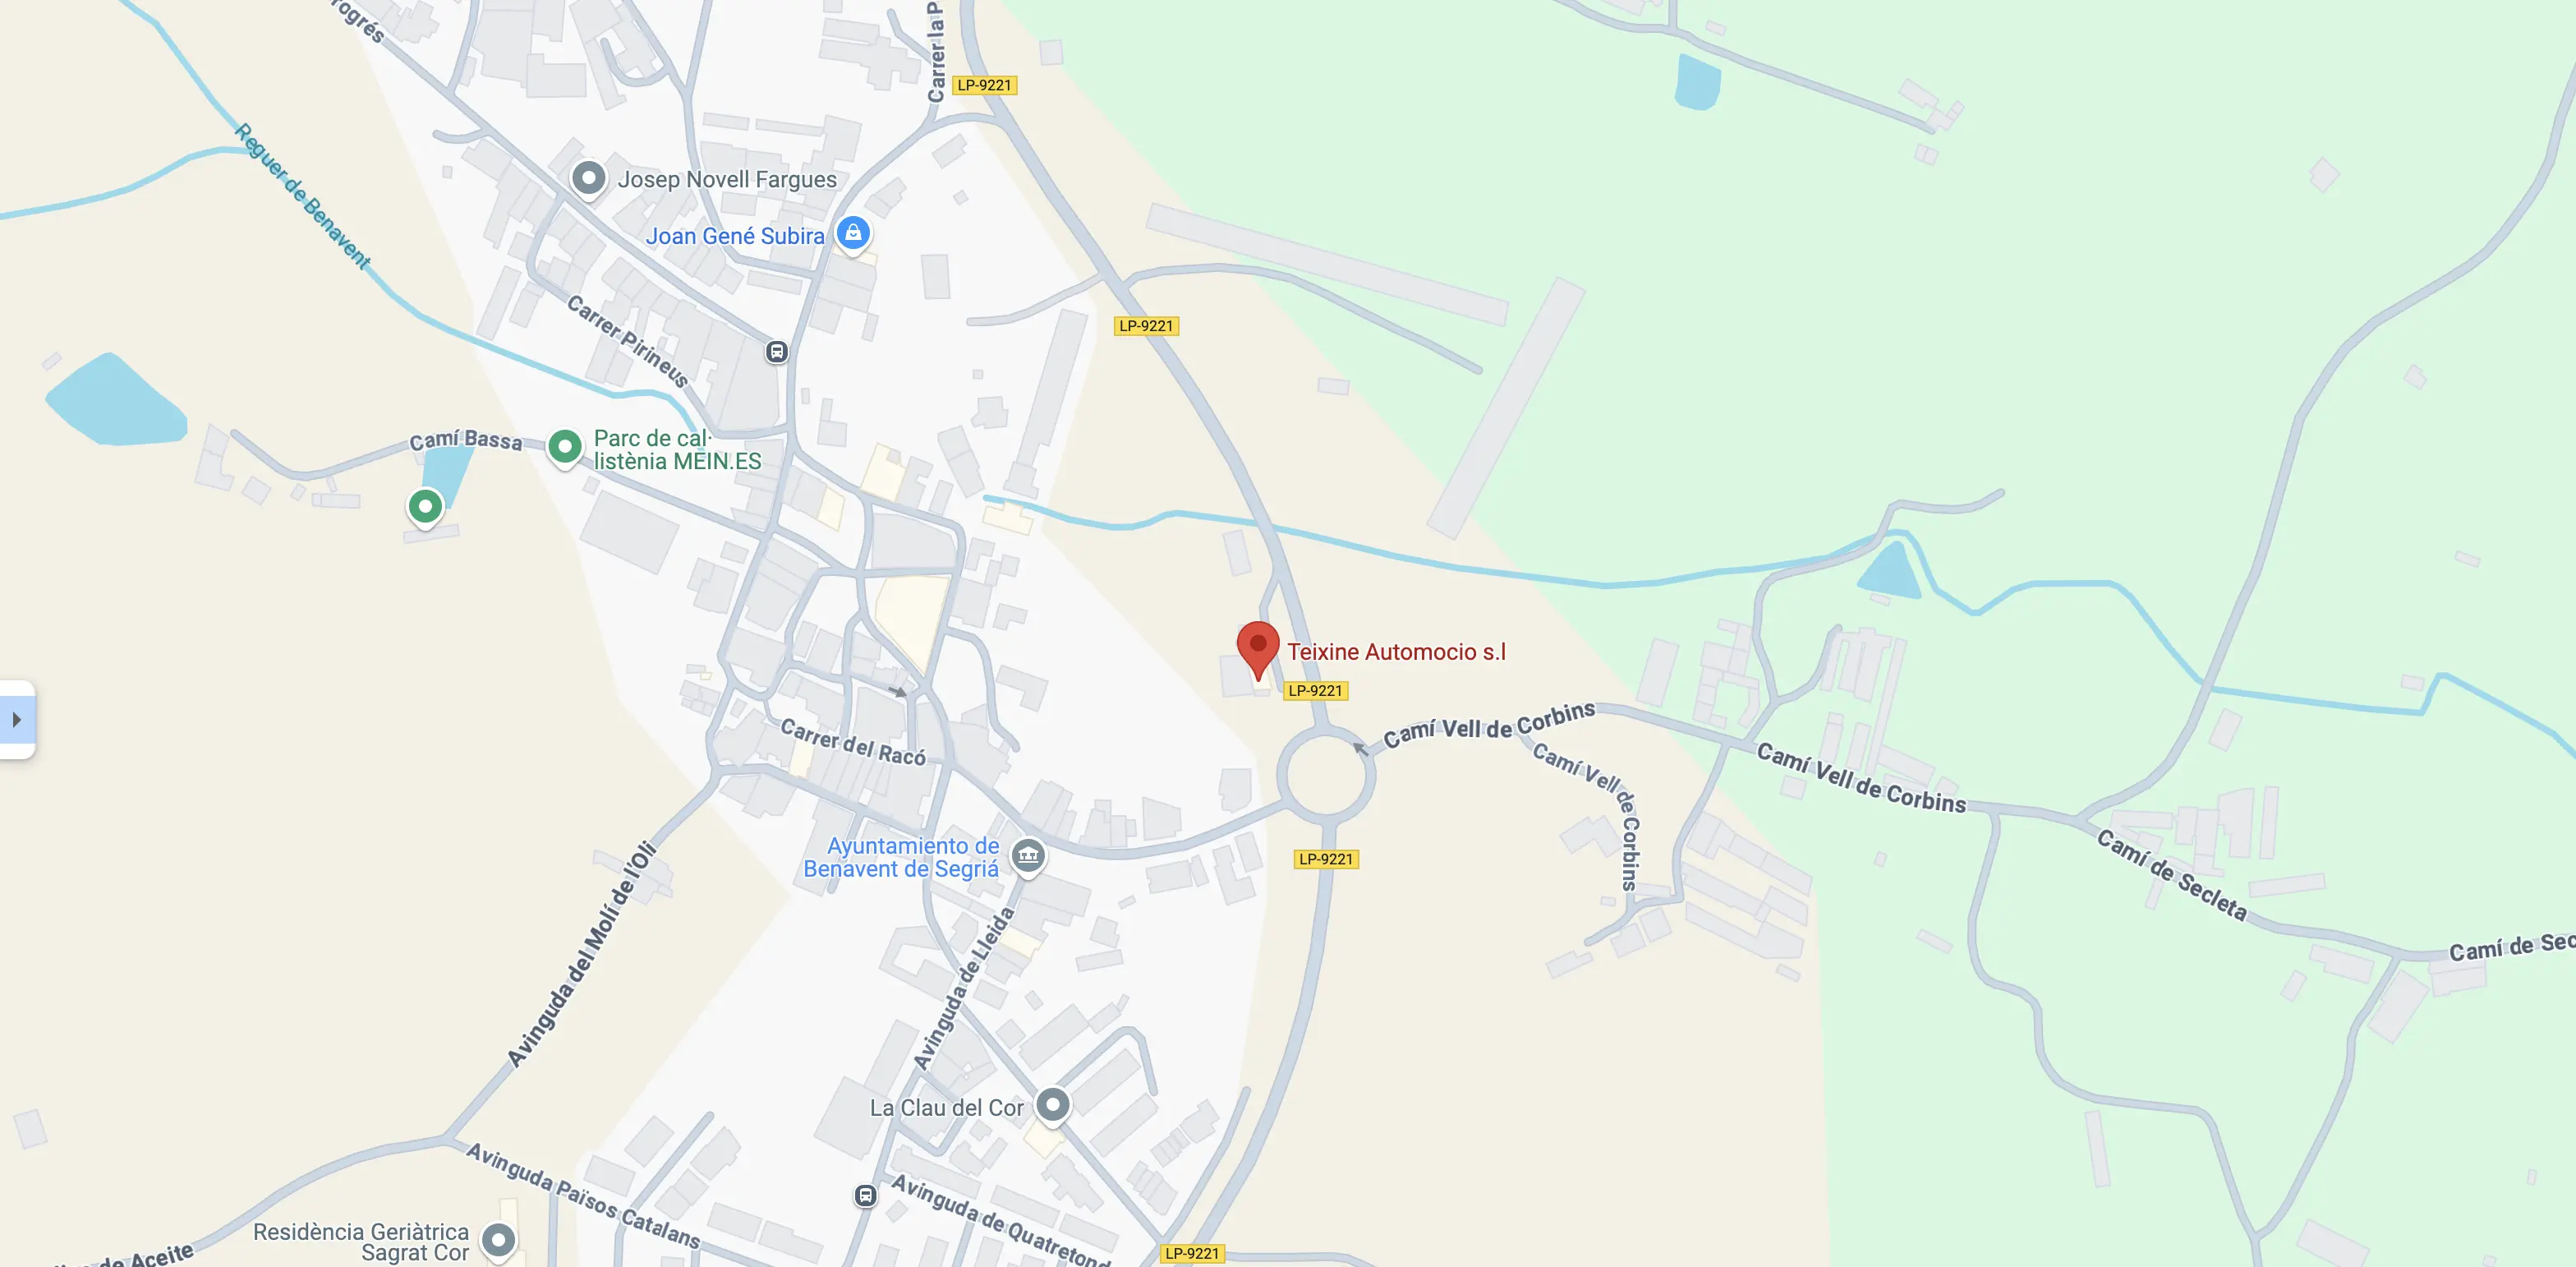 Carrer la P
LP-9221
Reguer de Benavent
Josep Novell Fargues
Joan Gené Subira
Carrer Pirineus
LP-9221
Camí Bassa
Parc de cal·
listènia MEIN.ES
Teixine Automocio s.l
LP-9221
Camí Vell de Corbins
Carrer del Racó
Camí Vell de Corbins
Camí Vell de Corbins
Ayuntamiento de
Benavent de Segriá
LP-9221
Camí de Secleta
Camí de Sec
Avinguda del Molí de l'Oli
Avinguda de Lleida
La Clau del Cor
Avinguda Països Catalans
Avinguda de Quatretond
Residència Geriàtrica
Sagrat Cor
LP-9221
de Aceite